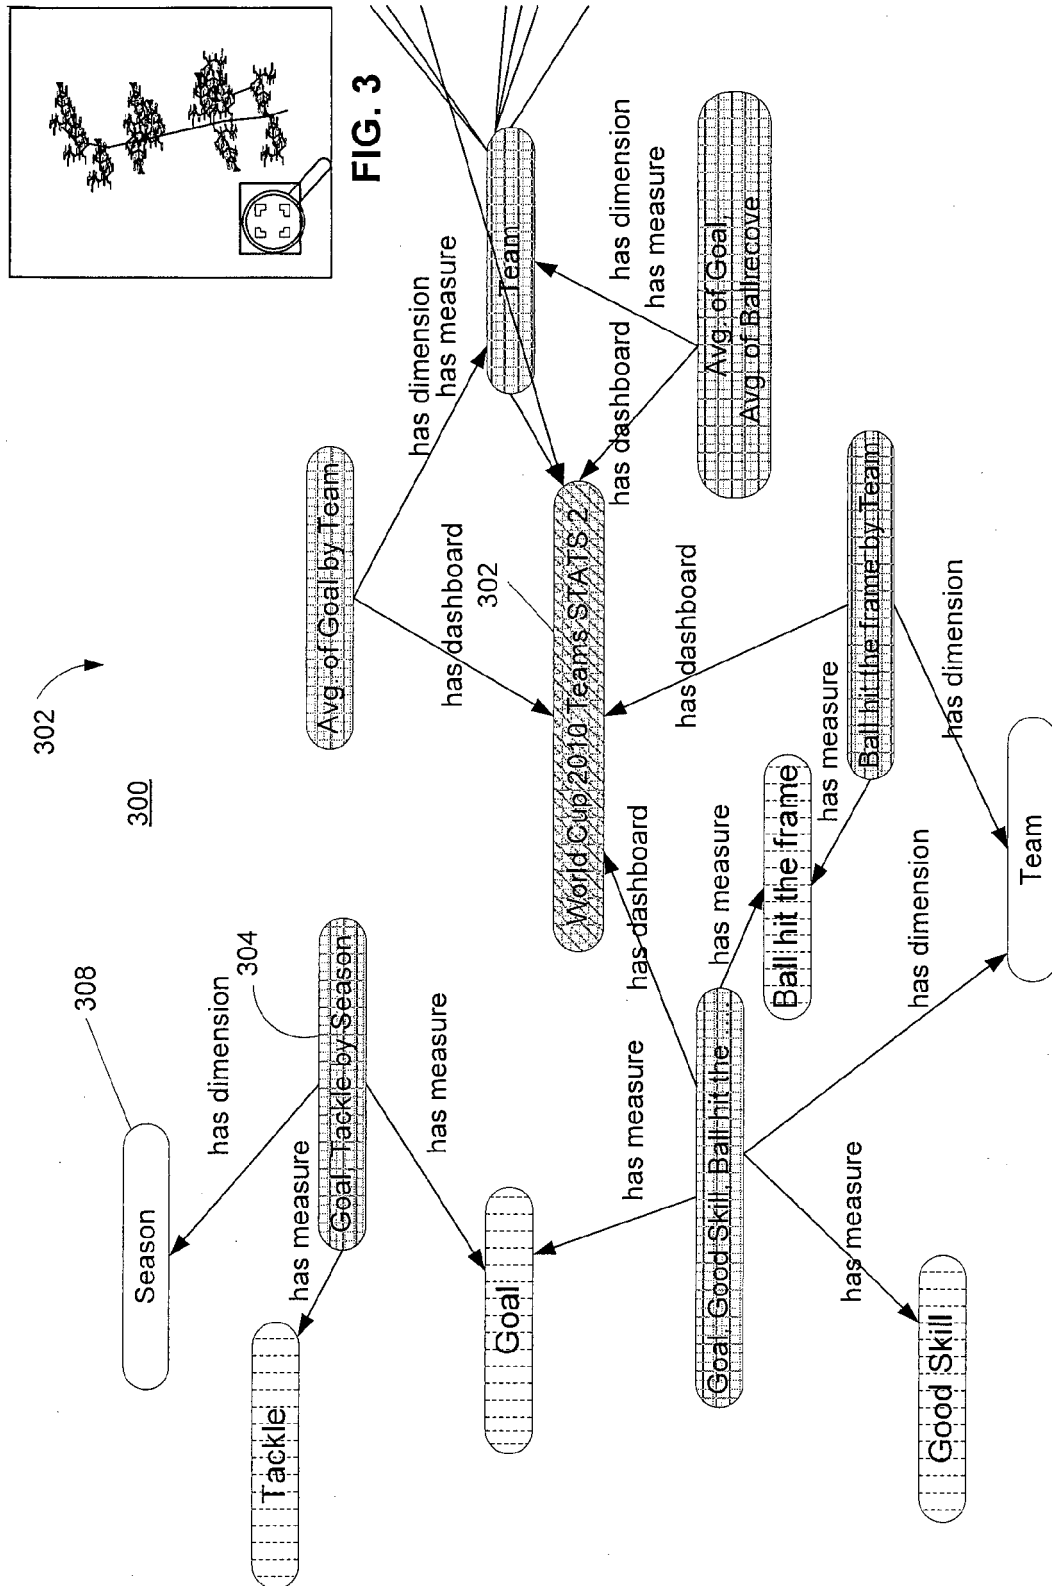 302
308
300
Season
has dimension
304
Tackle
has measure
Goal, Tackle by Season
Avg. of Goal by Team
FIG. 3
has dimension
has measure
has measure
has dashboard
302
Goal
Team
World Cup 2010 Teams STATS 2
has dashboard
has dimension
has measure
has dashboard
has measure
has dashboard
Goal, Good Skill, Ball hit the ....
has measure
Avg. of Goal,
Avg. of Ballrecove
Ball hit the frame
has measure
has measure
Ball hit the frame by Team
has dimension
Good Skill
has dimension
Team